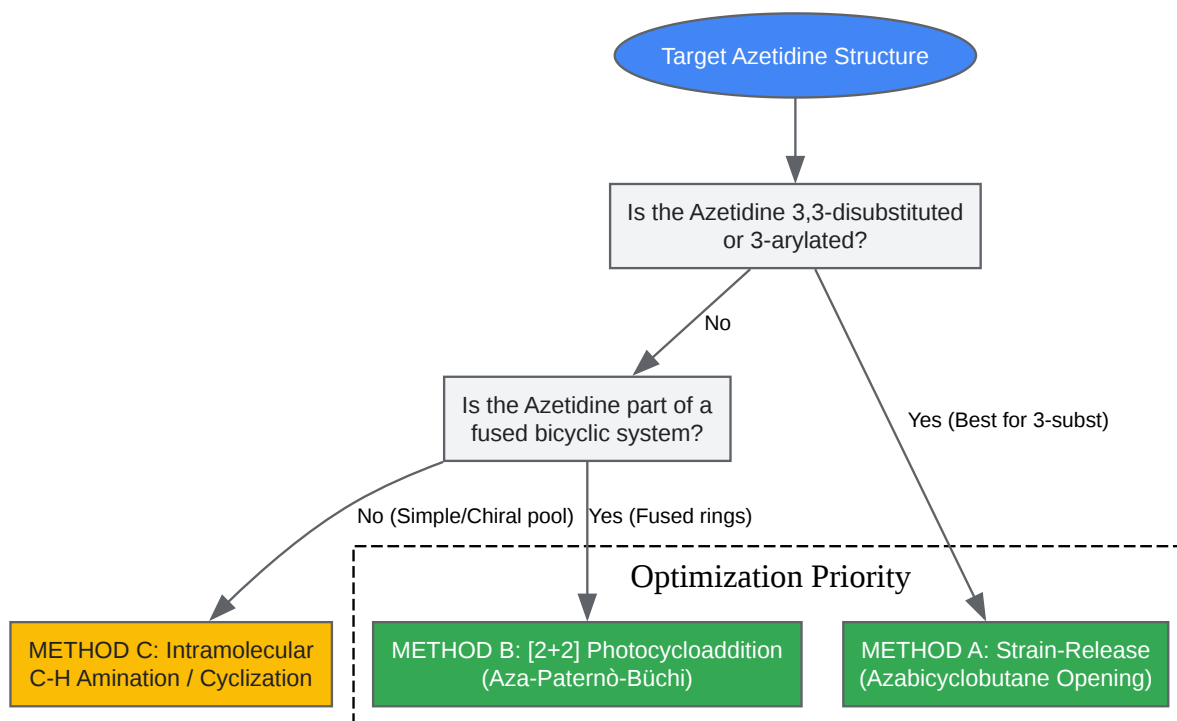 Target Azetidine Structure
Is the Azetidine 3,3-disubstituted
or 3-arylated?
No
Is the Azetidine part of a
fused bicyclic system?
Yes (Best for 3-subst)
No (Simple/Chiral pool)
Yes (Fused rings)
Optimization Priority
METHOD C: Intramolecular
C-H Amination / Cyclization
METHOD B: [2+2] Photocycloaddition
(Aza-Paternò-Büchi)
METHOD A: Strain-Release
(Azabicyclobutane Opening)